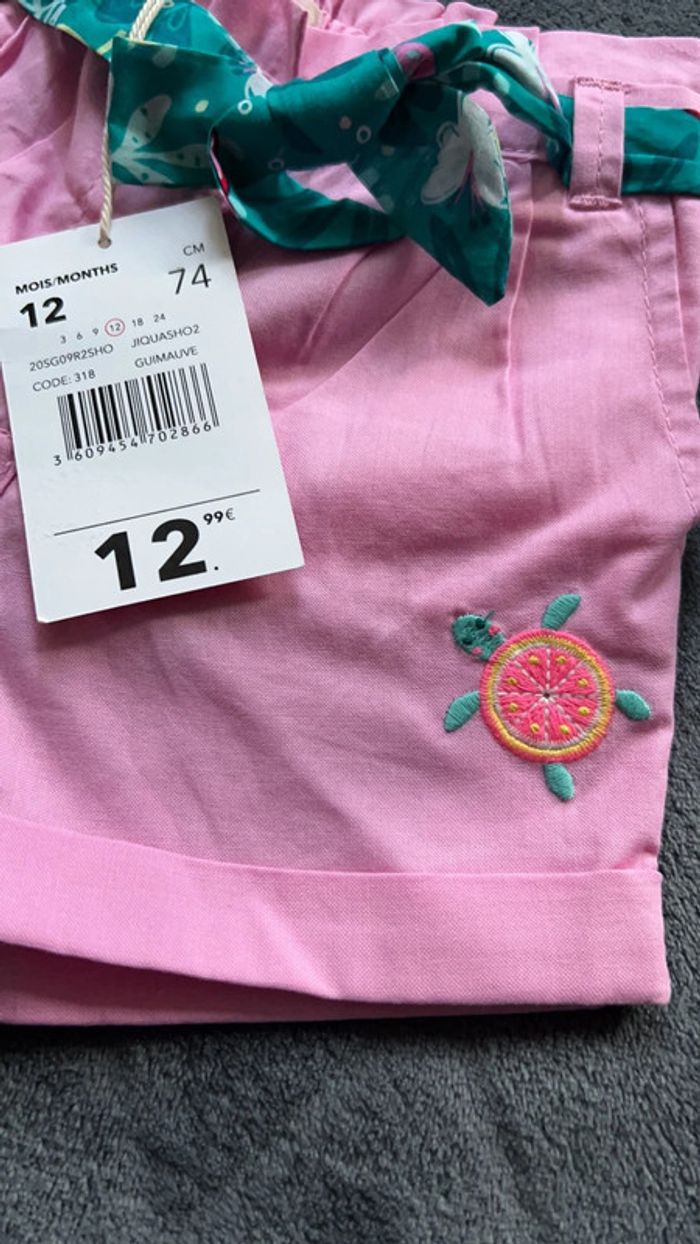 MOIS/MONTHS CM
12 74
3 6 9 12 18 24
20SG09R2SHO JIQUASHO2
CODE: 318 GUIMAUVE
3 609454 702866
12.99€